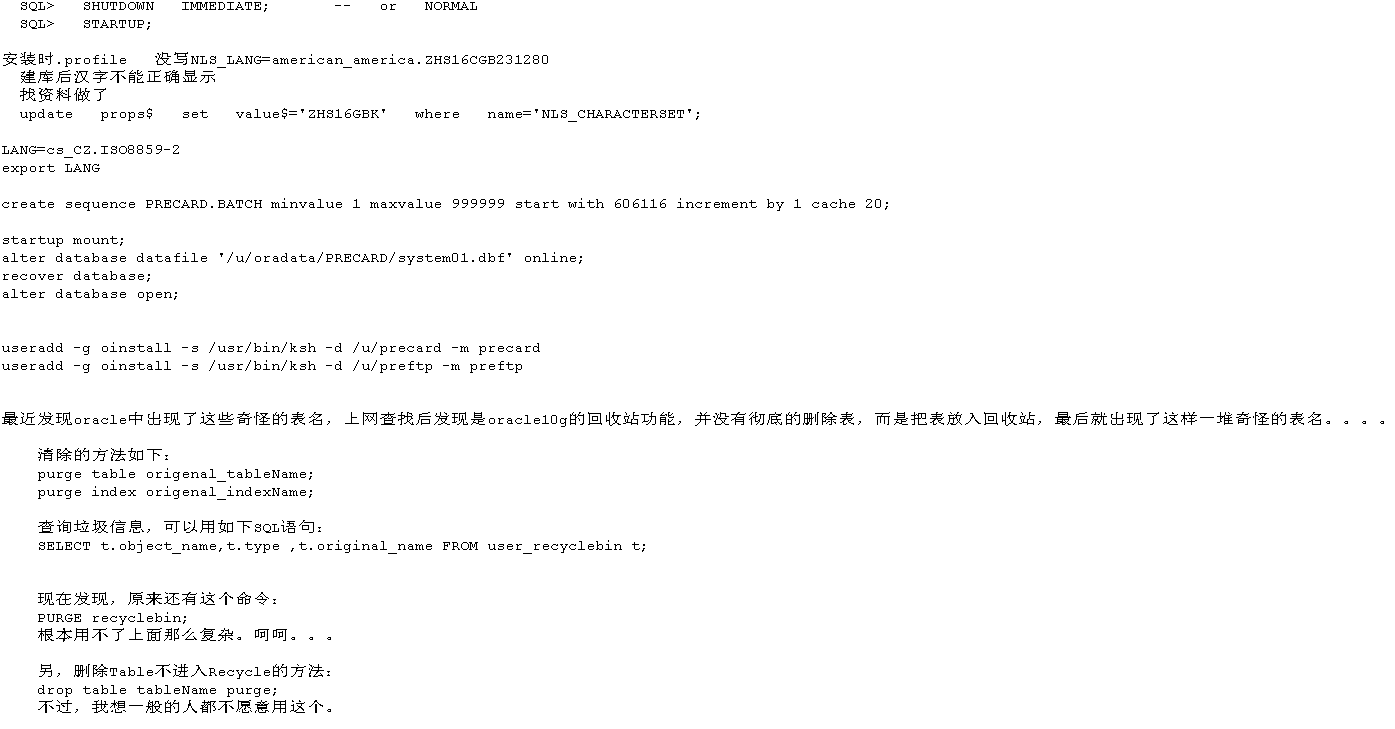 SQL>   SHUTDOWN   IMMEDIATE;       --   or   NORMAL
SQL>   STARTUP;
安装时.profile   没写NLS_LANG=american_america.ZHS16CGB231280
建库后汉字不能正确显示
找资料做了
update   props$   set   value$='ZHS16GBK'   where   name='NLS_CHARACTERSET';
LANG=cs_CZ.ISO8859-2
export LANG
create sequence PRECARD.BATCH minvalue 1 maxvalue 999999 start with 606116 increment by 1 cache 20;
startup mount;
alter database datafile '/u/oradata/PRECARD/system01.dbf' online;
recover database;
alter database open;
useradd -g oinstall -s /usr/bin/ksh -d /u/precard -m precard
useradd -g oinstall -s /usr/bin/ksh -d /u/preftp -m preftp
最近发现oracle中出现了这些奇怪的表名，上网查找后发现是oracle10g的回收站功能，并没有彻底的删除表，而是把表放入回收站，最后就出现了这样一堆奇怪的表名。。。。
清除的方法如下：
purge table origenal_tableName;
purge index origenal_indexName;
查询垃圾信息，可以用如下SQL语句：
SELECT t.object_name,t.type ,t.original_name FROM user_recyclebin t;
现在发现，原来还有这个命令：
PURGE recyclebin;
根本用不了上面那么复杂。呵呵。。。
另，删除Table不进入Recycle的方法：
drop table tableName purge;
不过，我想一般的人都不愿意用这个。